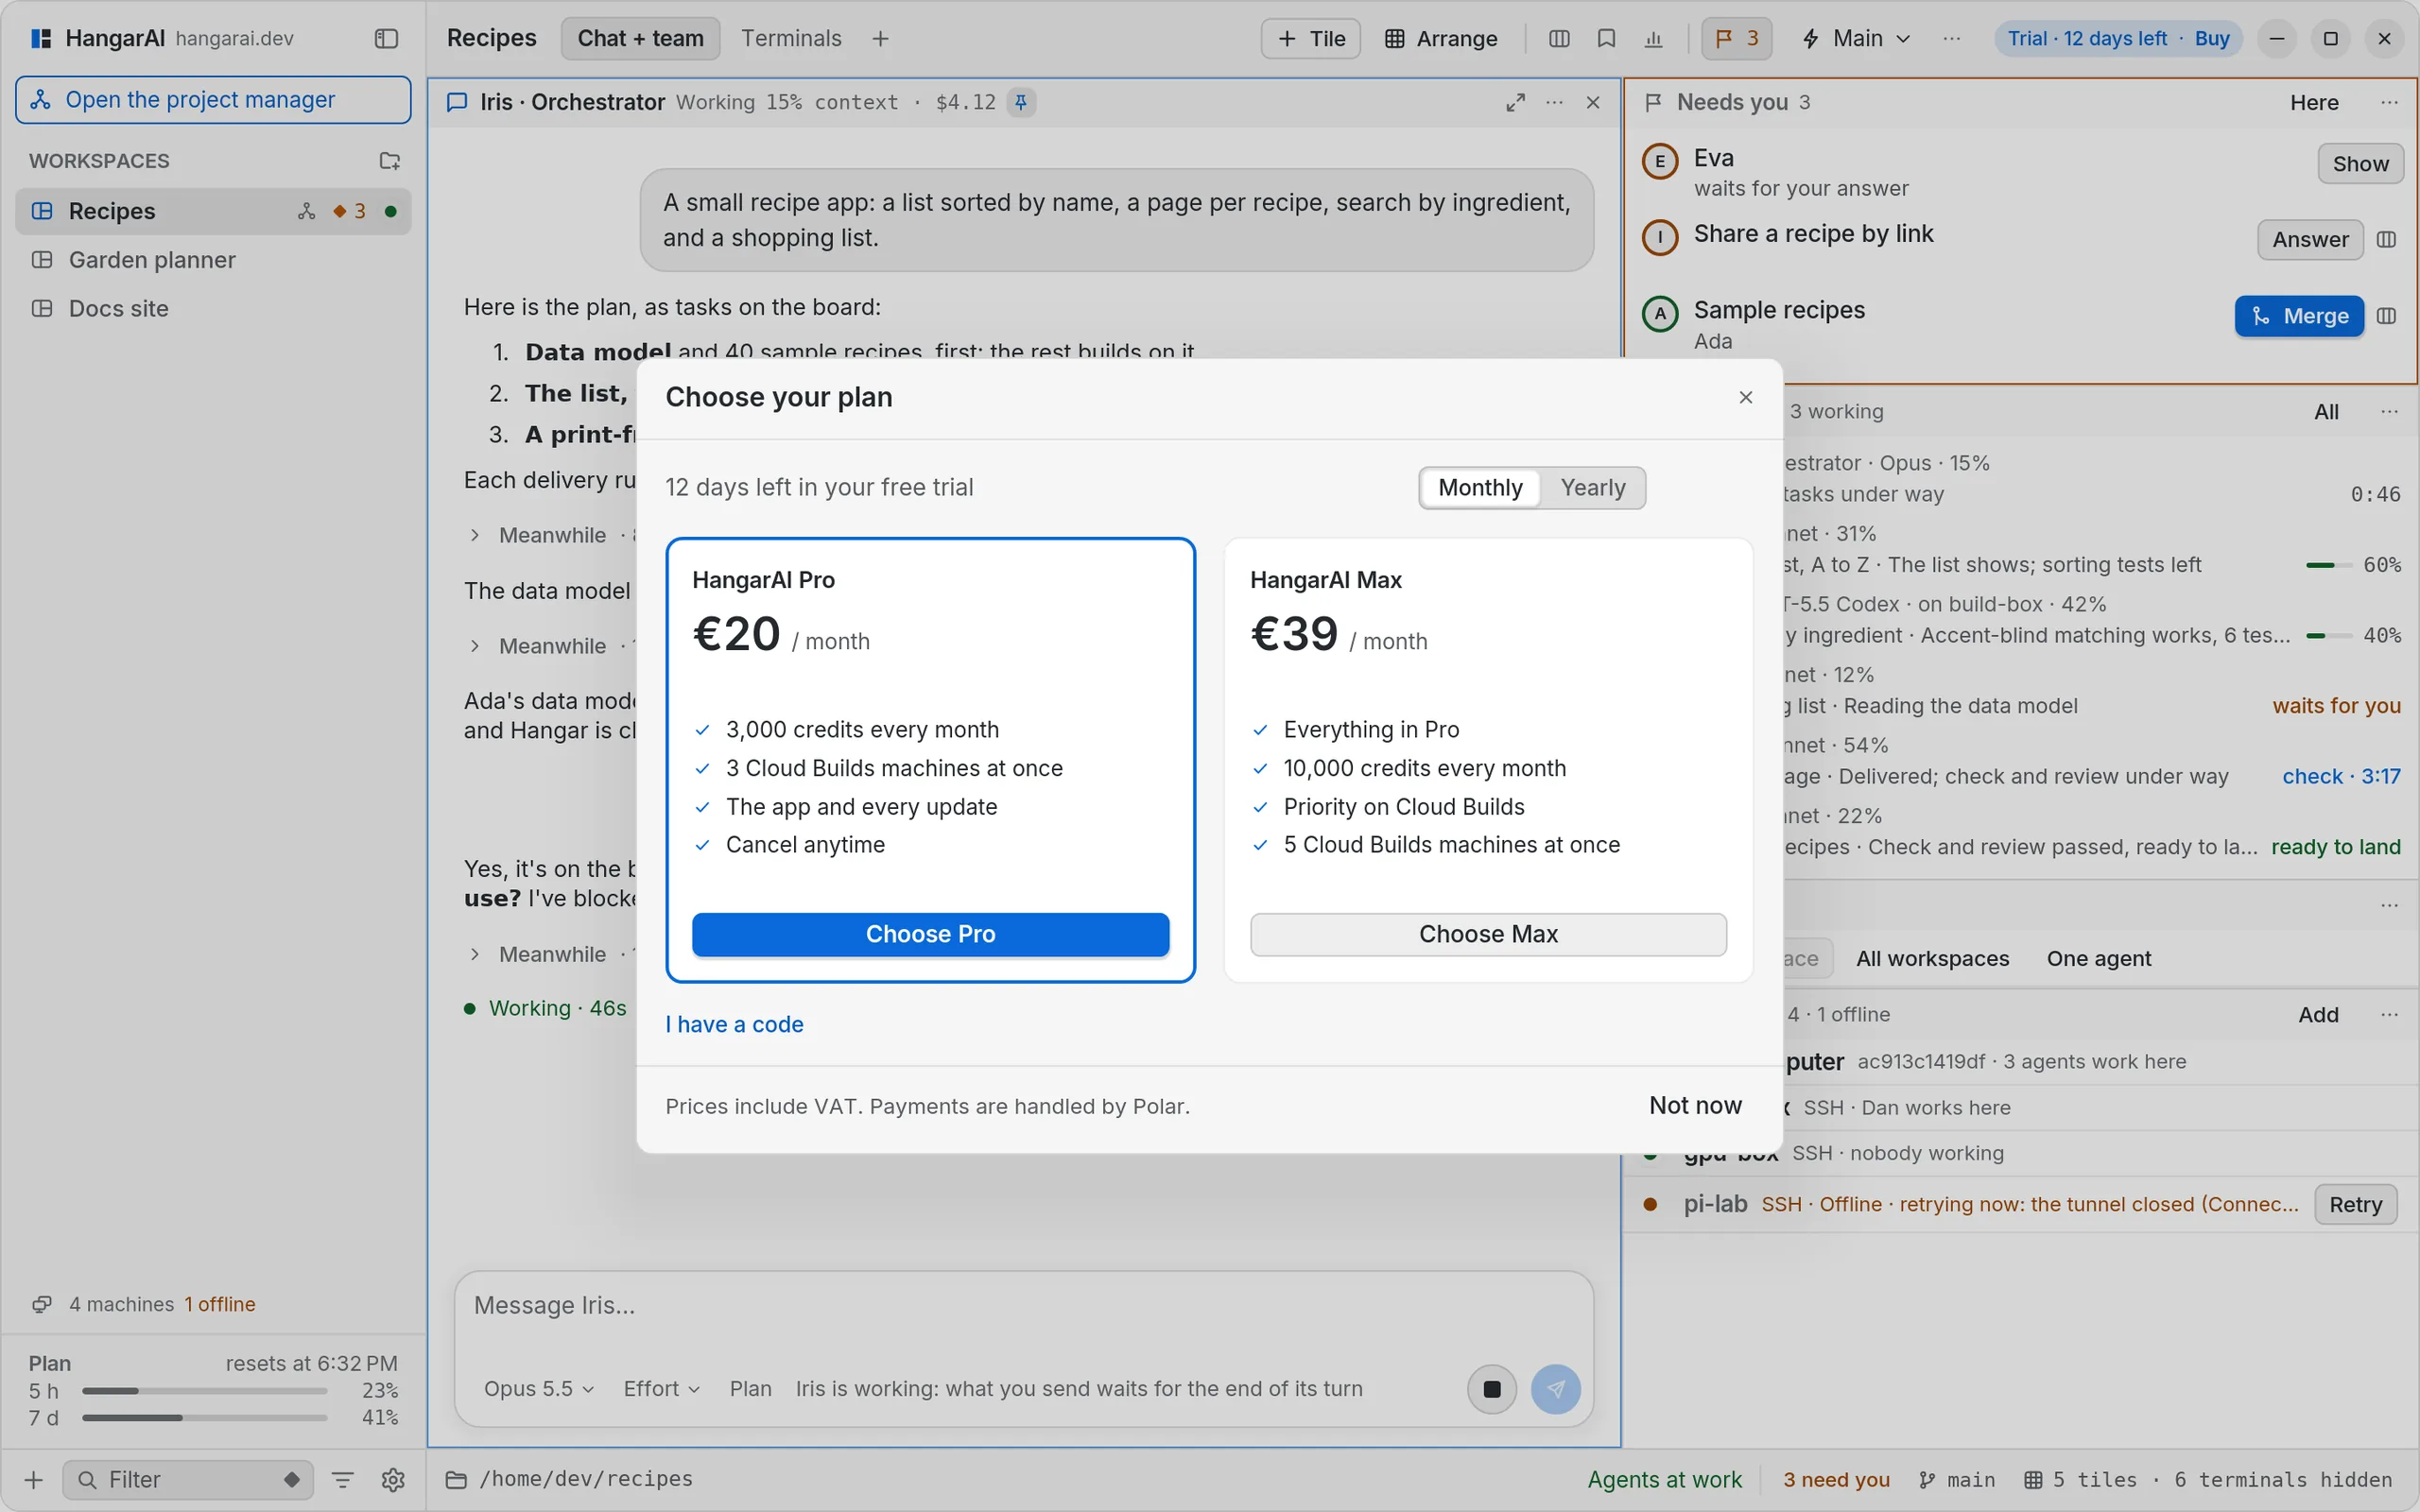 HangarAI hangarai.dev
Recipes Chat + team Terminals
Tile Arrange 3 Main Trial · 12 days left · Buy
Open the project manager
WORKSPACES
Recipes 3
Garden planner
Docs site
4 machines 1 offline
Plan resets at 6:32 PM
5 h 23%
7 d 41%
Filter
Iris · Orchestrator Working 15% context · $4.12
A small recipe app: a list sorted by name, a page per recipe, search by ingredient,
and a shopping list.
Here is the plan, as tasks on the board:
1. Data model and 40 sample recipes, first: the rest builds on it
2. The list,
3. A print-f
Each delivery ru
Meanwhile ·
The data model
Meanwhile ·
Ada's data mode
and Hangar is cl
Yes, it's on the b
use? I've blocke
Meanwhile ·
Working · 46s
Message Iris...
Opus 5.5 Effort Plan Iris is working: what you send waits for the end of its turn
Choose your plan
12 days left in your free trial
Monthly Yearly
HangarAI Pro
€20 / month
3,000 credits every month
3 Cloud Builds machines at once
The app and every update
Cancel anytime
Choose Pro
HangarAI Max
€39 / month
Everything in Pro
10,000 credits every month
Priority on Cloud Builds
5 Cloud Builds machines at once
Choose Max
I have a code
Prices include VAT. Payments are handled by Polar.
Not now
Needs you 3 Here
E Eva Show
waits for your answer
I Share a recipe by link Answer
A Sample recipes Merge
Ada
3 working All
estrator · Opus · 15%
tasks under way 0:46
nnet · 31%
st, A to Z · The list shows; sorting tests left 60%
T-5.5 Codex · on build-box · 42%
y ingredient · Accent-blind matching works, 6 tes... 40%
nnet · 12%
g list · Reading the data model waits for you
nnet · 54%
age · Delivered; check and review under way check · 3:17
nnet · 22%
ecipes · Check and review passed, ready to la... ready to land
ace All workspaces One agent
4 · 1 offline Add
puter ac913c1419df · 3 agents work here
x SSH · Dan works here
gpu-box SSH · nobody working
pi-lab SSH · Offline · retrying now: the tunnel closed (Connec... Retry
/home/dev/recipes
Agents at work 3 need you main 5 tiles · 6 terminals hidden